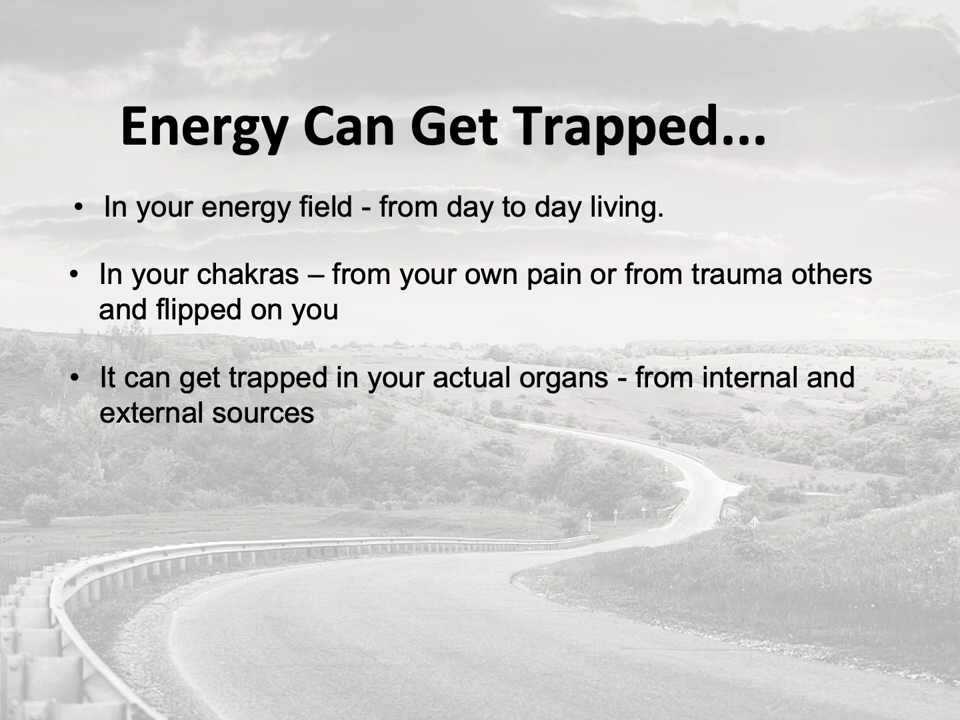 Energy Can Get Trapped...
• In your energy field - from day to day living.
• In your chakras – from your own pain or from trauma others
and flipped on you
• It can get trapped in your actual organs - from internal and
external sources